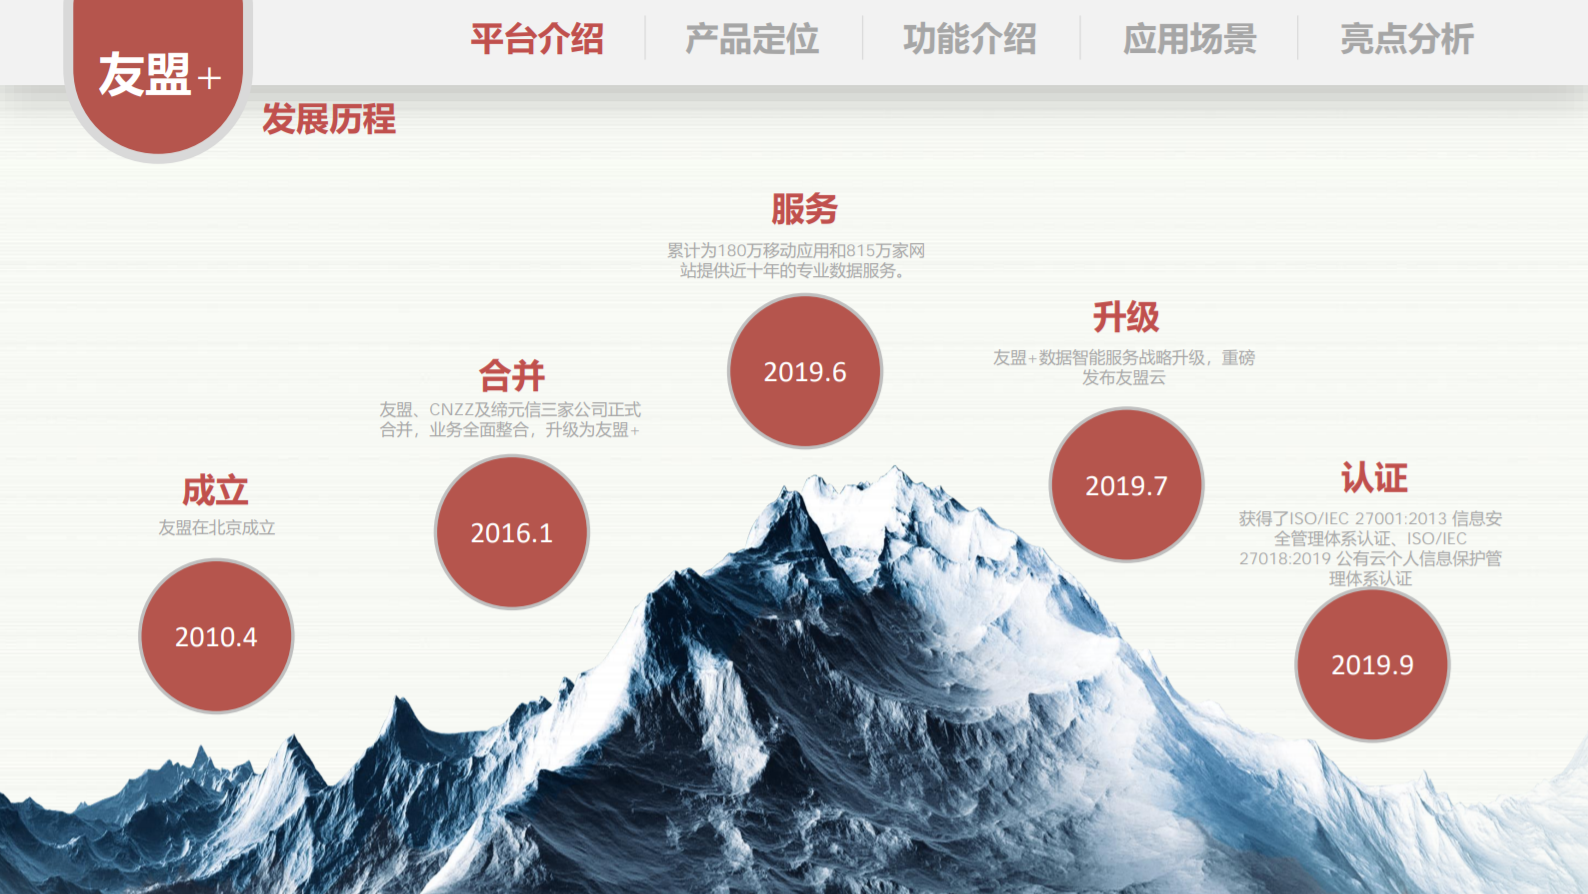 友盟+
平台介绍
产品定位
功能介绍
应用场景
亮点分析
发展历程
服务
累计为180万移动应用和815万家网
站提供近十年的专业数据服务。
2019.6
升级
友盟+数据智能服务战略升级，重磅
发布友盟云
2019.7
合并
友盟、CNZZ及缔元信三家公司正式
合并，业务全面整合，升级为友盟+
2016.1
成立
友盟在北京成立
2010.4
认证
获得了ISO/IEC 27001:2013 信息安
全管理体系认证、ISO/IEC
27018:2019 公有云个人信息保护管
理体系认证
2019.9